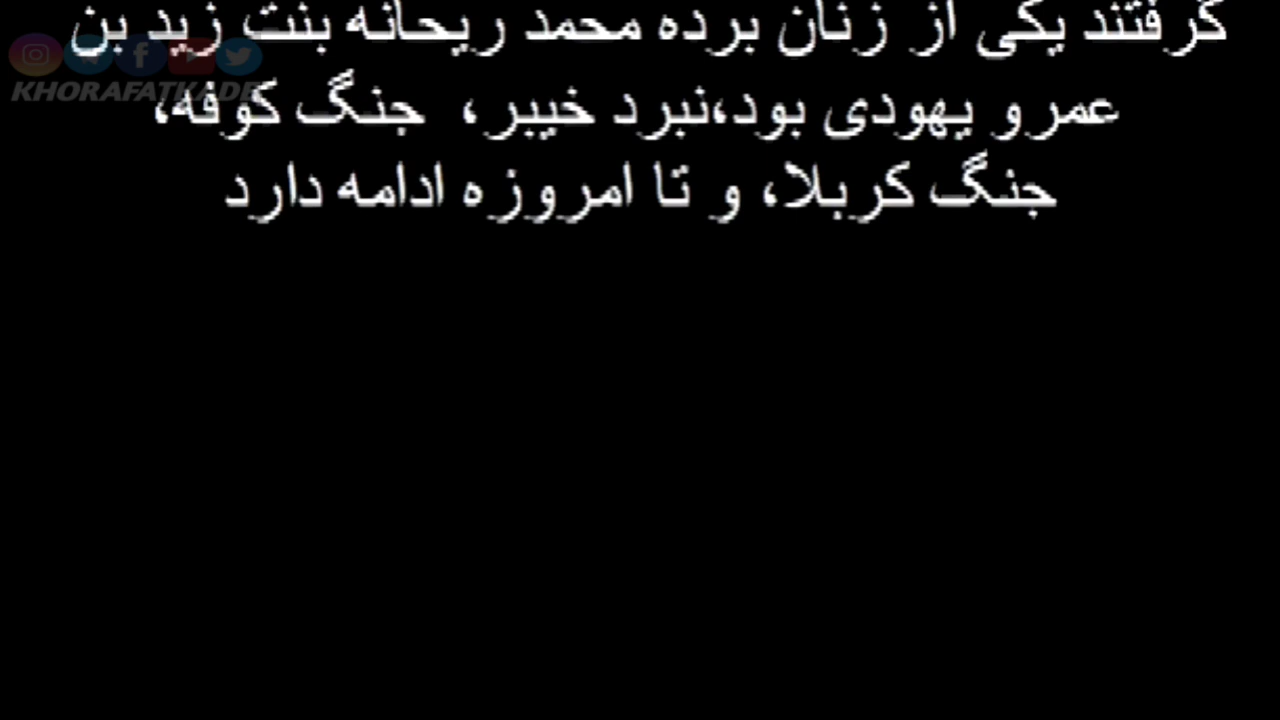 گرفتند یکی از زنان برده محمد ریحانه بنت زید بن
عمرو یهودی بود،نبرد خیبر، جنگ کوفه،
جنگ کربلا، و تا امروزه ادامه دارد
KHORAFATKADE